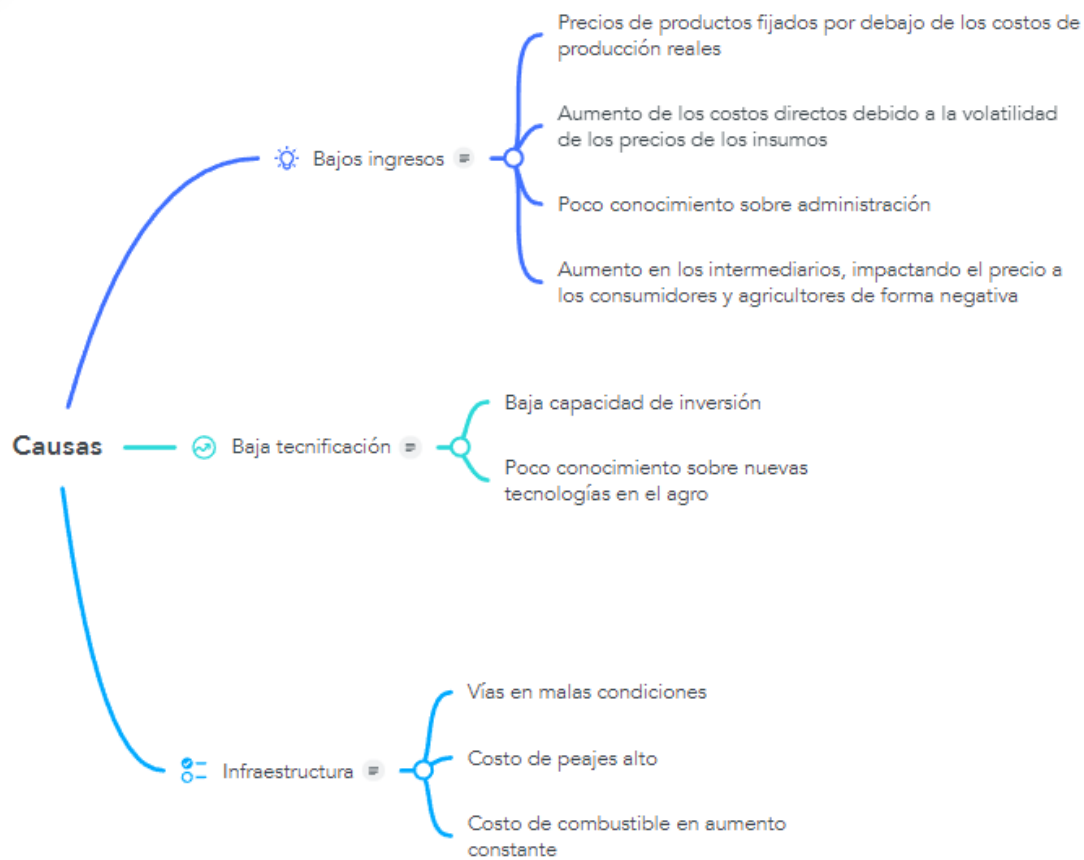 Precios de productos fijados por debajo de los costos de
producción reales
Aumento de los costos directos debido a la volatilidad
de los precios de los insumos
Bajos ingresos
Poco conocimiento sobre administración
Aumento en los intermediarios, impactando el precio a
los consumidores y agricultores de forma negativa
Causas
Baja tecnificación
Baja capacidad de inversión
Poco conocimiento sobre nuevas
tecnologías en el agro
Infraestructura
Vías en malas condiciones
Costo de peajes alto
Costo de combustible en aumento
constante